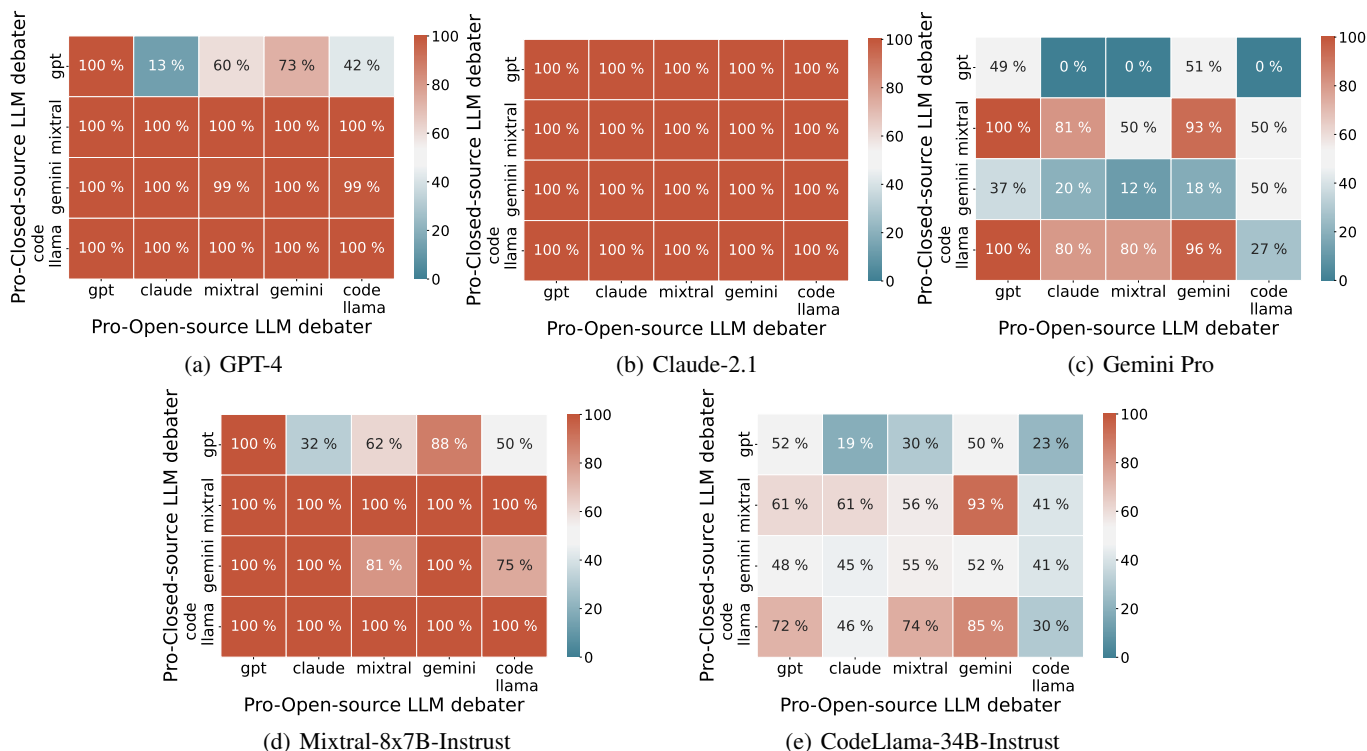 Pro-Closed-source LLM debater
gpt
mixtral
gemini
code
llama
100 % 13 % 60 % 73 % 42 %
100 % 100 % 100 % 100 % 100 %
100 % 100 % 99 % 100 % 99 %
100 % 100 % 100 % 100 % 100 %
gpt claude mixtral gemini code
llama
Pro-Open-source LLM debater
100
80
60
40
20
0
(a) GPT-4
Pro-Closed-source LLM debater
gpt
mixtral
gemini
code
llama
100 % 100 % 100 % 100 % 100 %
100 % 100 % 100 % 100 % 100 %
100 % 100 % 100 % 100 % 100 %
100 % 100 % 100 % 100 % 100 %
gpt claude mixtral gemini code
llama
Pro-Open-source LLM debater
100
80
60
40
20
0
(b) Claude-2.1
Pro-Closed-source LLM debater
gpt
mixtral
gemini
code
llama
49 % 0 % 0 % 51 % 0 %
100 % 81 % 50 % 93 % 50 %
37 % 20 % 12 % 18 % 50 %
100 % 80 % 80 % 96 % 27 %
gpt claude mixtral gemini code
llama
Pro-Open-source LLM debater
100
80
60
40
20
0
(c) Gemini Pro
Pro-Closed-source LLM debater
gpt
mixtral
gemini
code
llama
100 % 32 % 62 % 88 % 50 %
100 % 100 % 100 % 100 % 100 %
100 % 100 % 81 % 100 % 75 %
100 % 100 % 100 % 100 % 100 %
gpt claude mixtral gemini code
llama
Pro-Open-source LLM debater
100
80
60
40
20
0
(d) Mixtral-8x7B-Instrust
Pro-Closed-source LLM debater
gpt
mixtral
gemini
code
llama
52 % 19 % 30 % 50 % 23 %
61 % 61 % 56 % 93 % 41 %
48 % 45 % 55 % 52 % 41 %
72 % 46 % 74 % 85 % 30 %
gpt claude mixtral gemini code
llama
Pro-Open-source LLM debater
100
80
60
40
20
0
(e) CodeLlama-34B-Instrust